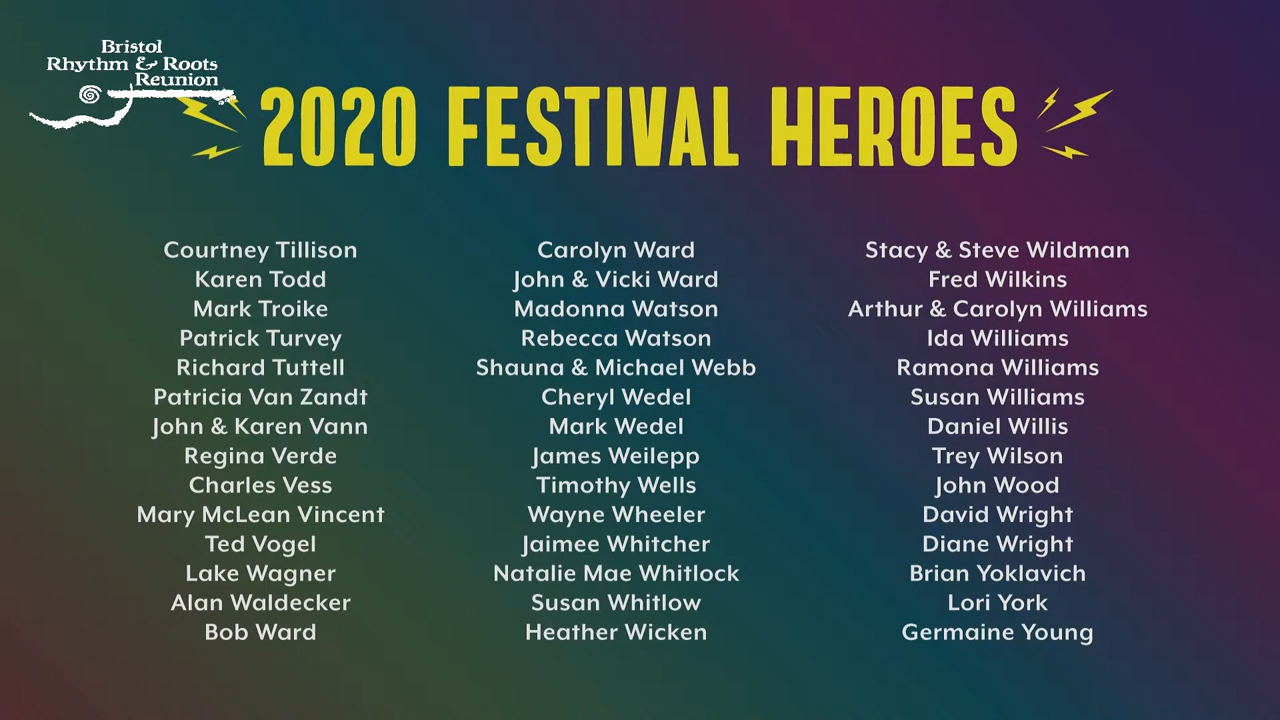 Bristol
Rhythm & Roots
Reunion
2020 FESTIVAL HEROES
Courtney Tillison
Karen Todd
Mark Troike
Patrick Turvey
Richard Tuttell
Patricia Van Zandt
John & Karen Vann
Regina Verde
Charles Vess
Mary McLean Vincent
Ted Vogel
Lake Wagner
Alan Waldecker
Bob Ward
Carolyn Ward
John & Vicki Ward
Madonna Watson
Rebecca Watson
Shauna & Michael Webb
Cheryl Wedel
Mark Wedel
James Weilepp
Timothy Wells
Wayne Wheeler
Jaimee Whitcher
Natalie Mae Whitlock
Susan Whitlow
Heather Wicken
Stacy & Steve Wildman
Fred Wilkins
Arthur & Carolyn Williams
Ida Williams
Ramona Williams
Susan Williams
Daniel Willis
Trey Wilson
John Wood
David Wright
Diane Wright
Brian Yoklavich
Lori York
Germaine Young